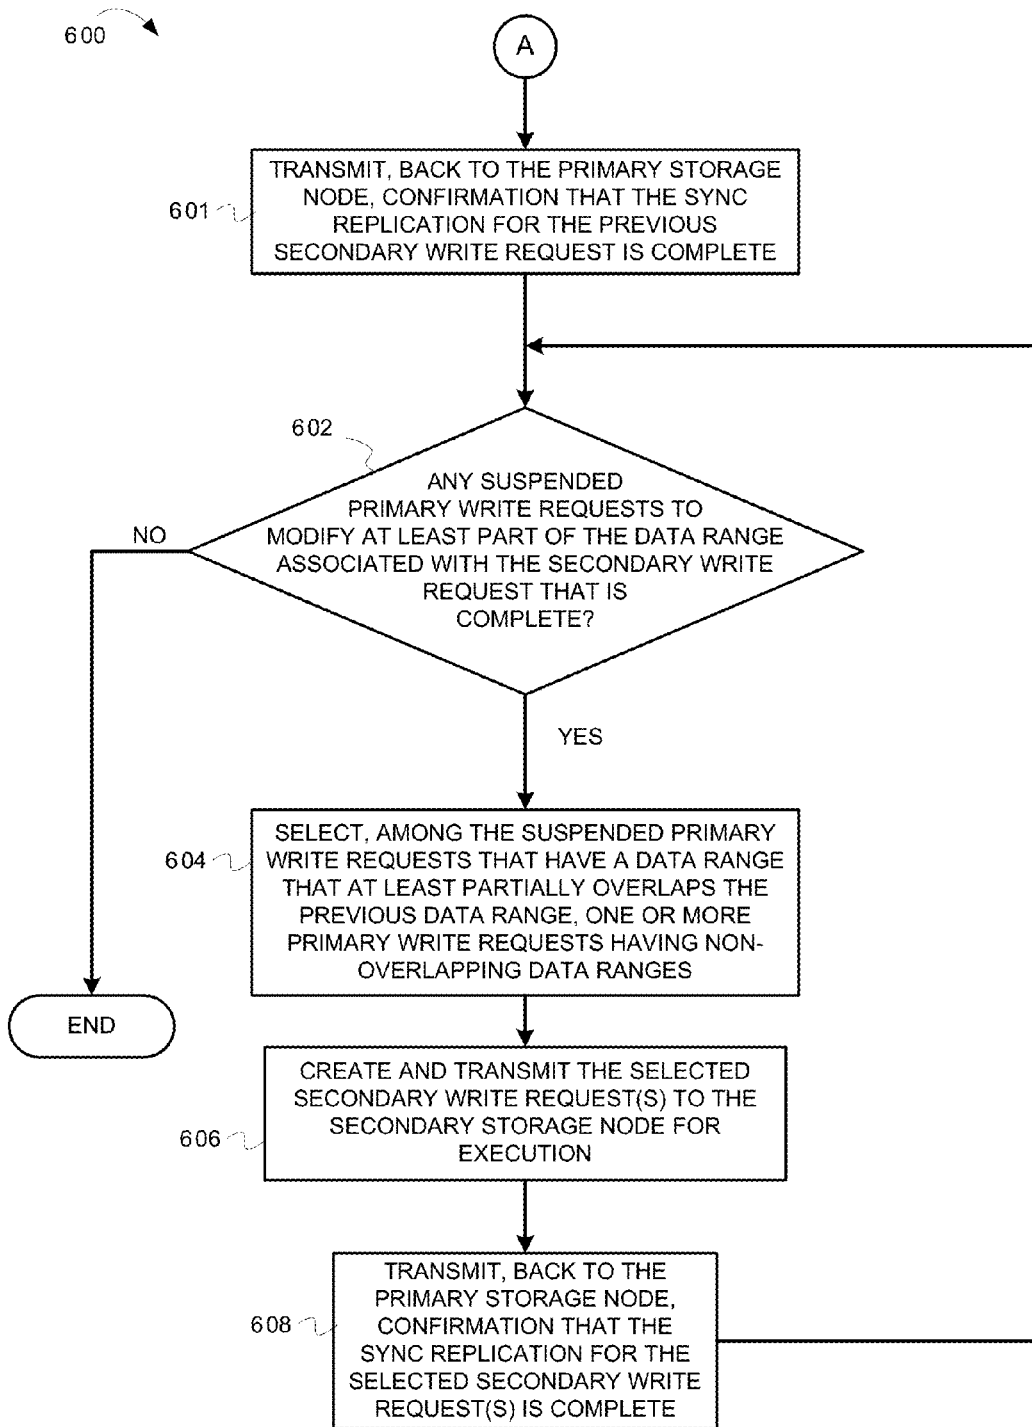 600
A
TRANSMIT, BACK TO THE PRIMARY STORAGE
NODE, CONFIRMATION THAT THE SYNC
REPLICATION FOR THE PREVIOUS
SECONDARY WRITE REQUEST IS COMPLETE
601
602
ANY SUSPENDED
PRIMARY WRITE REQUESTS TO
MODIFY AT LEAST PART OF THE DATA RANGE
ASSOCIATED WITH THE SECONDARY WRITE
REQUEST THAT IS
COMPLETE?
NO
YES
SELECT, AMONG THE SUSPENDED PRIMARY
WRITE REQUESTS THAT HAVE A DATA RANGE
THAT AT LEAST PARTIALLY OVERLAPS THE
PREVIOUS DATA RANGE, ONE OR MORE
PRIMARY WRITE REQUESTS HAVING NON-
OVERLAPPING DATA RANGES
604
END
CREATE AND TRANSMIT THE SELECTED
SECONDARY WRITE REQUEST(S) TO THE
SECONDARY STORAGE NODE FOR
EXECUTION
606
TRANSMIT, BACK TO THE
PRIMARY STORAGE NODE,
CONFIRMATION THAT THE
SYNC REPLICATION FOR THE
SELECTED SECONDARY WRITE
REQUEST(S) IS COMPLETE
608